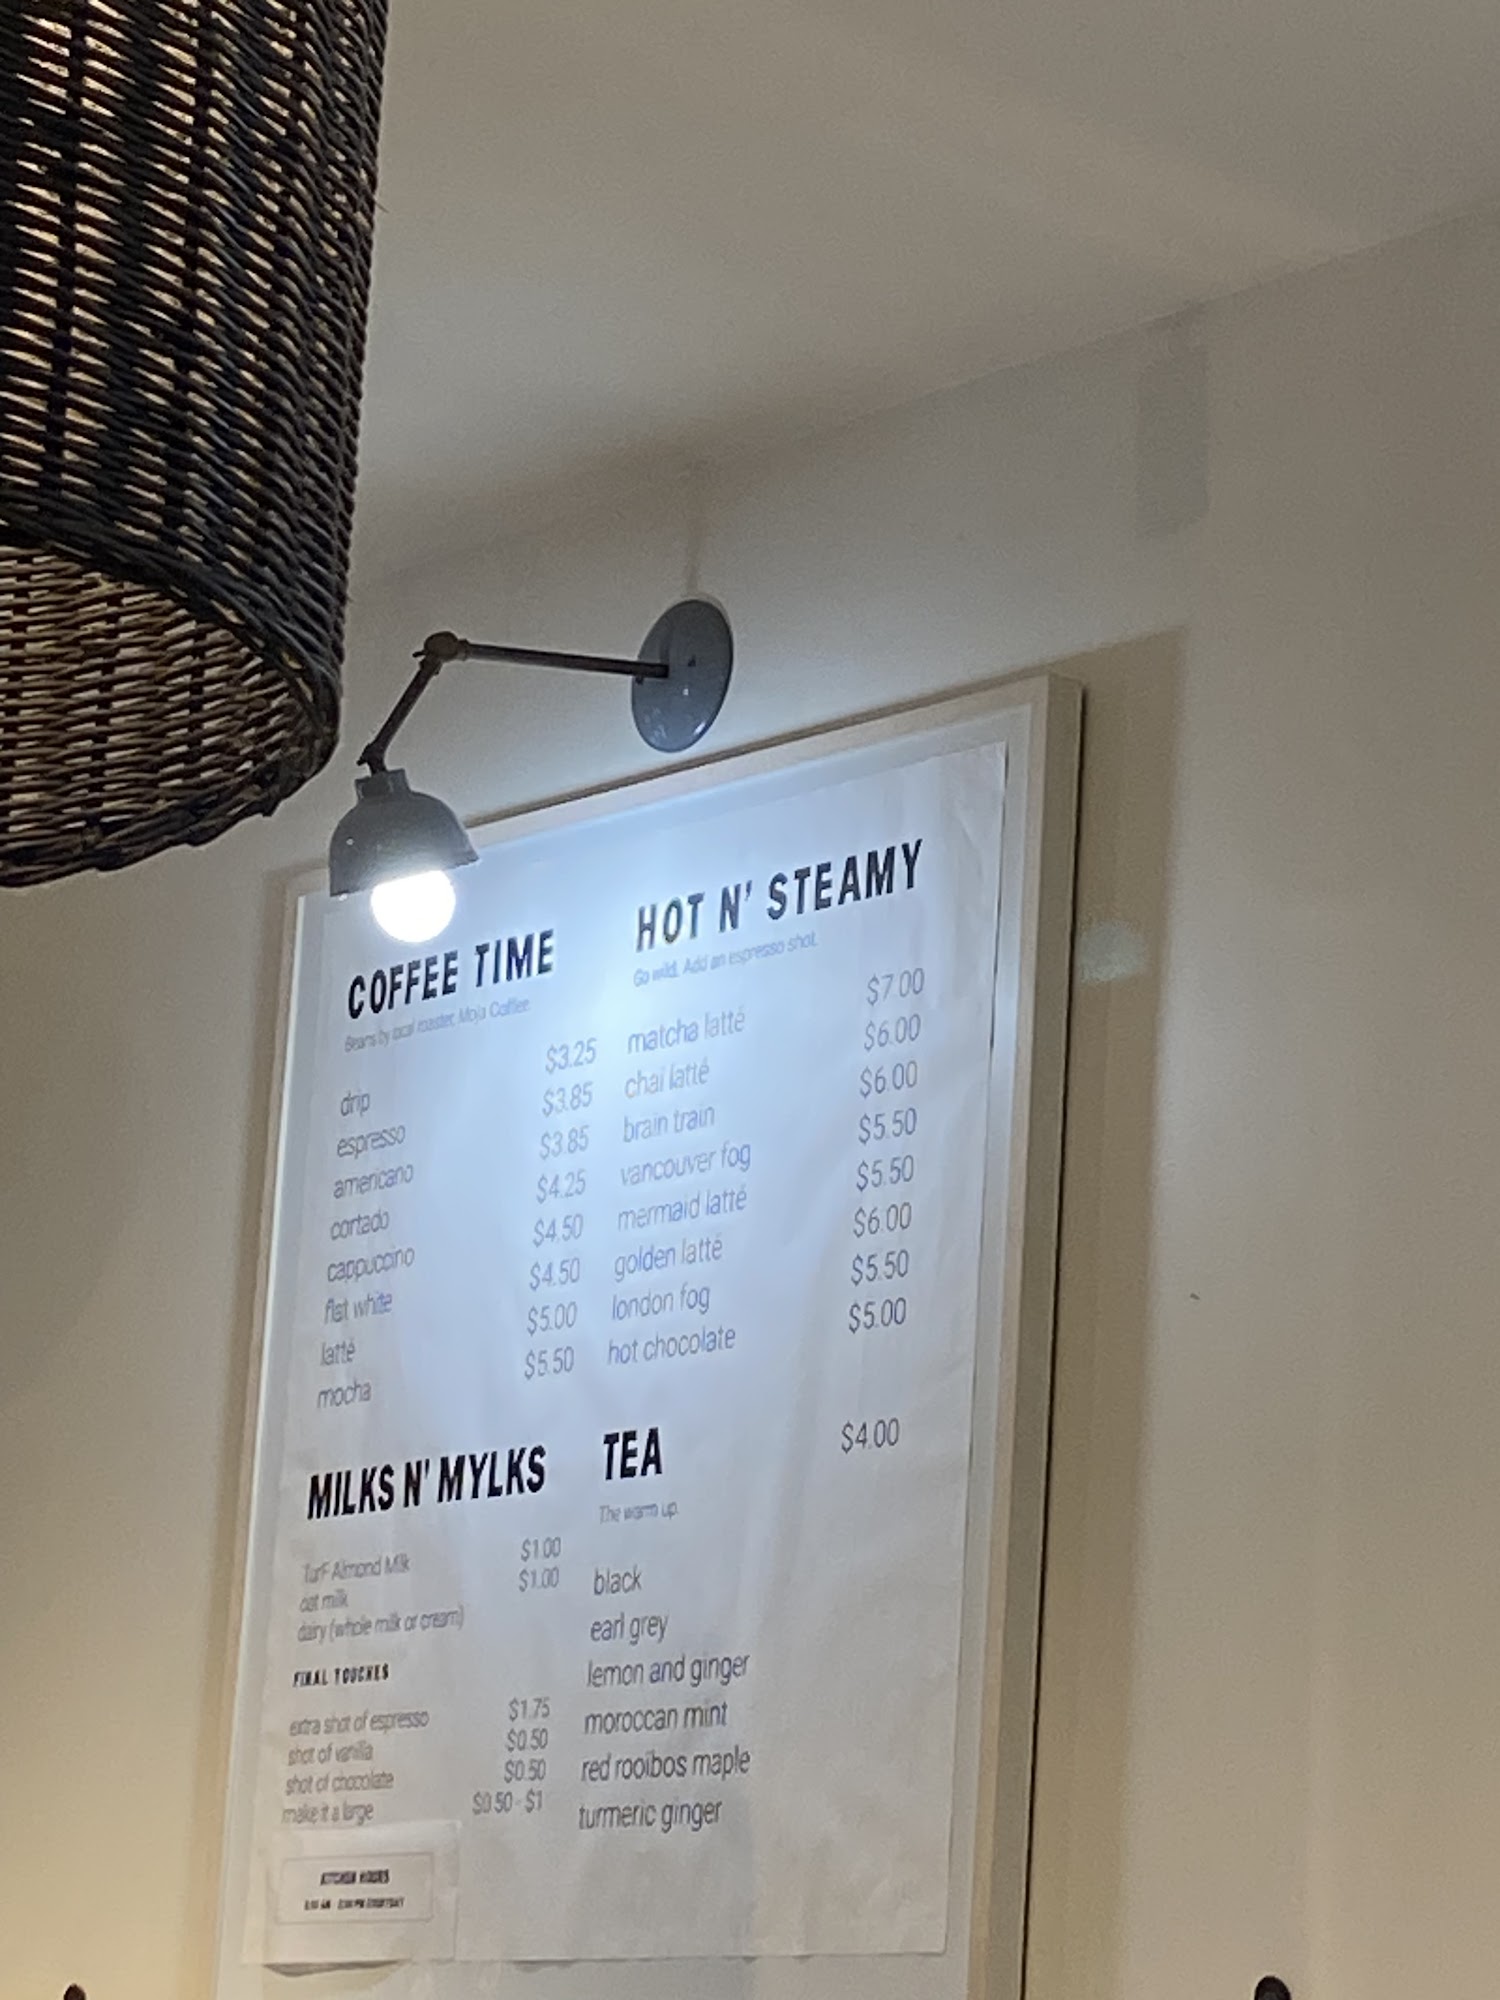 COFFEE TIME
Beans by local roaster, Moja Coffee.
drip $3.25
espresso $3.85
americano $3.85
cortado $4.25
cappuccino $4.50
flat white $4.50
latté $5.00
mocha $5.50
MILKS N' MYLKS
TurF Almond Milk $1.00
oat milk $1.00
dairy (whole milk or cream)
FINAL TOUCHES
extra shot of espresso $1.75
shot of vanilla $0.50
shot of chocolate $0.50
make it a large $0.50 - $1
KITCHEN HOURS
HOT N' STEAMY
Go wild. Add an espresso shot.
matcha latté $7.00
chai latté $6.00
brain train $6.00
vancouver fog $5.50
mermaid latté $5.50
golden latté $6.00
london fog $5.50
hot chocolate $5.00
TEA $4.00
The warm up.
black
earl grey
lemon and ginger
moroccan mint
red rooibos maple
turmeric ginger